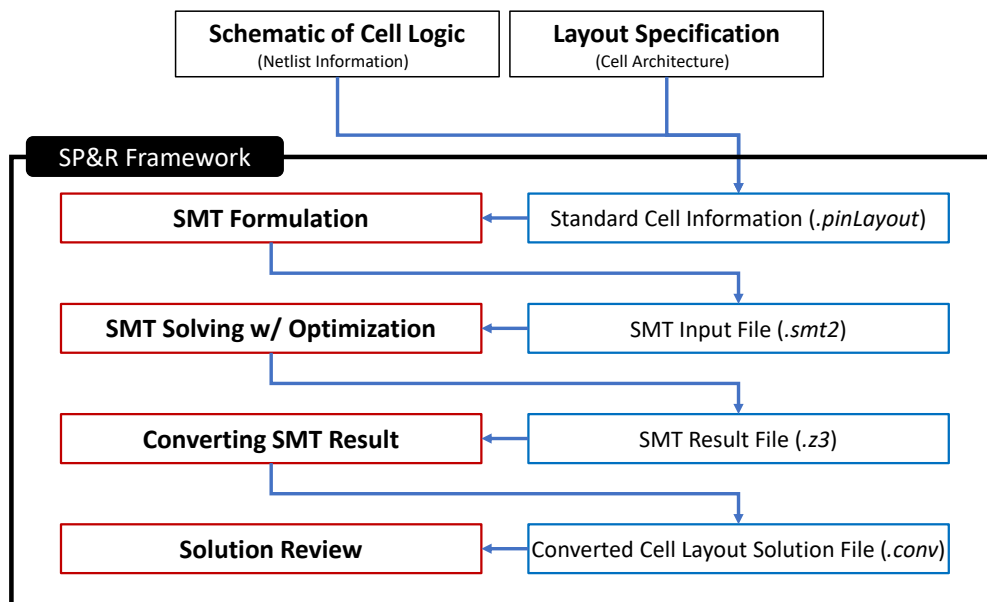 Schematic of Cell Logic
(Netlist Information)
Layout Specification
(Cell Architecture)
SP&R Framework
SMT Formulation
Standard Cell Information (.pinLayout)
SMT Solving w/ Optimization
SMT Input File (.smt2)
Converting SMT Result
SMT Result File (.z3)
Solution Review
Converted Cell Layout Solution File (.conv)